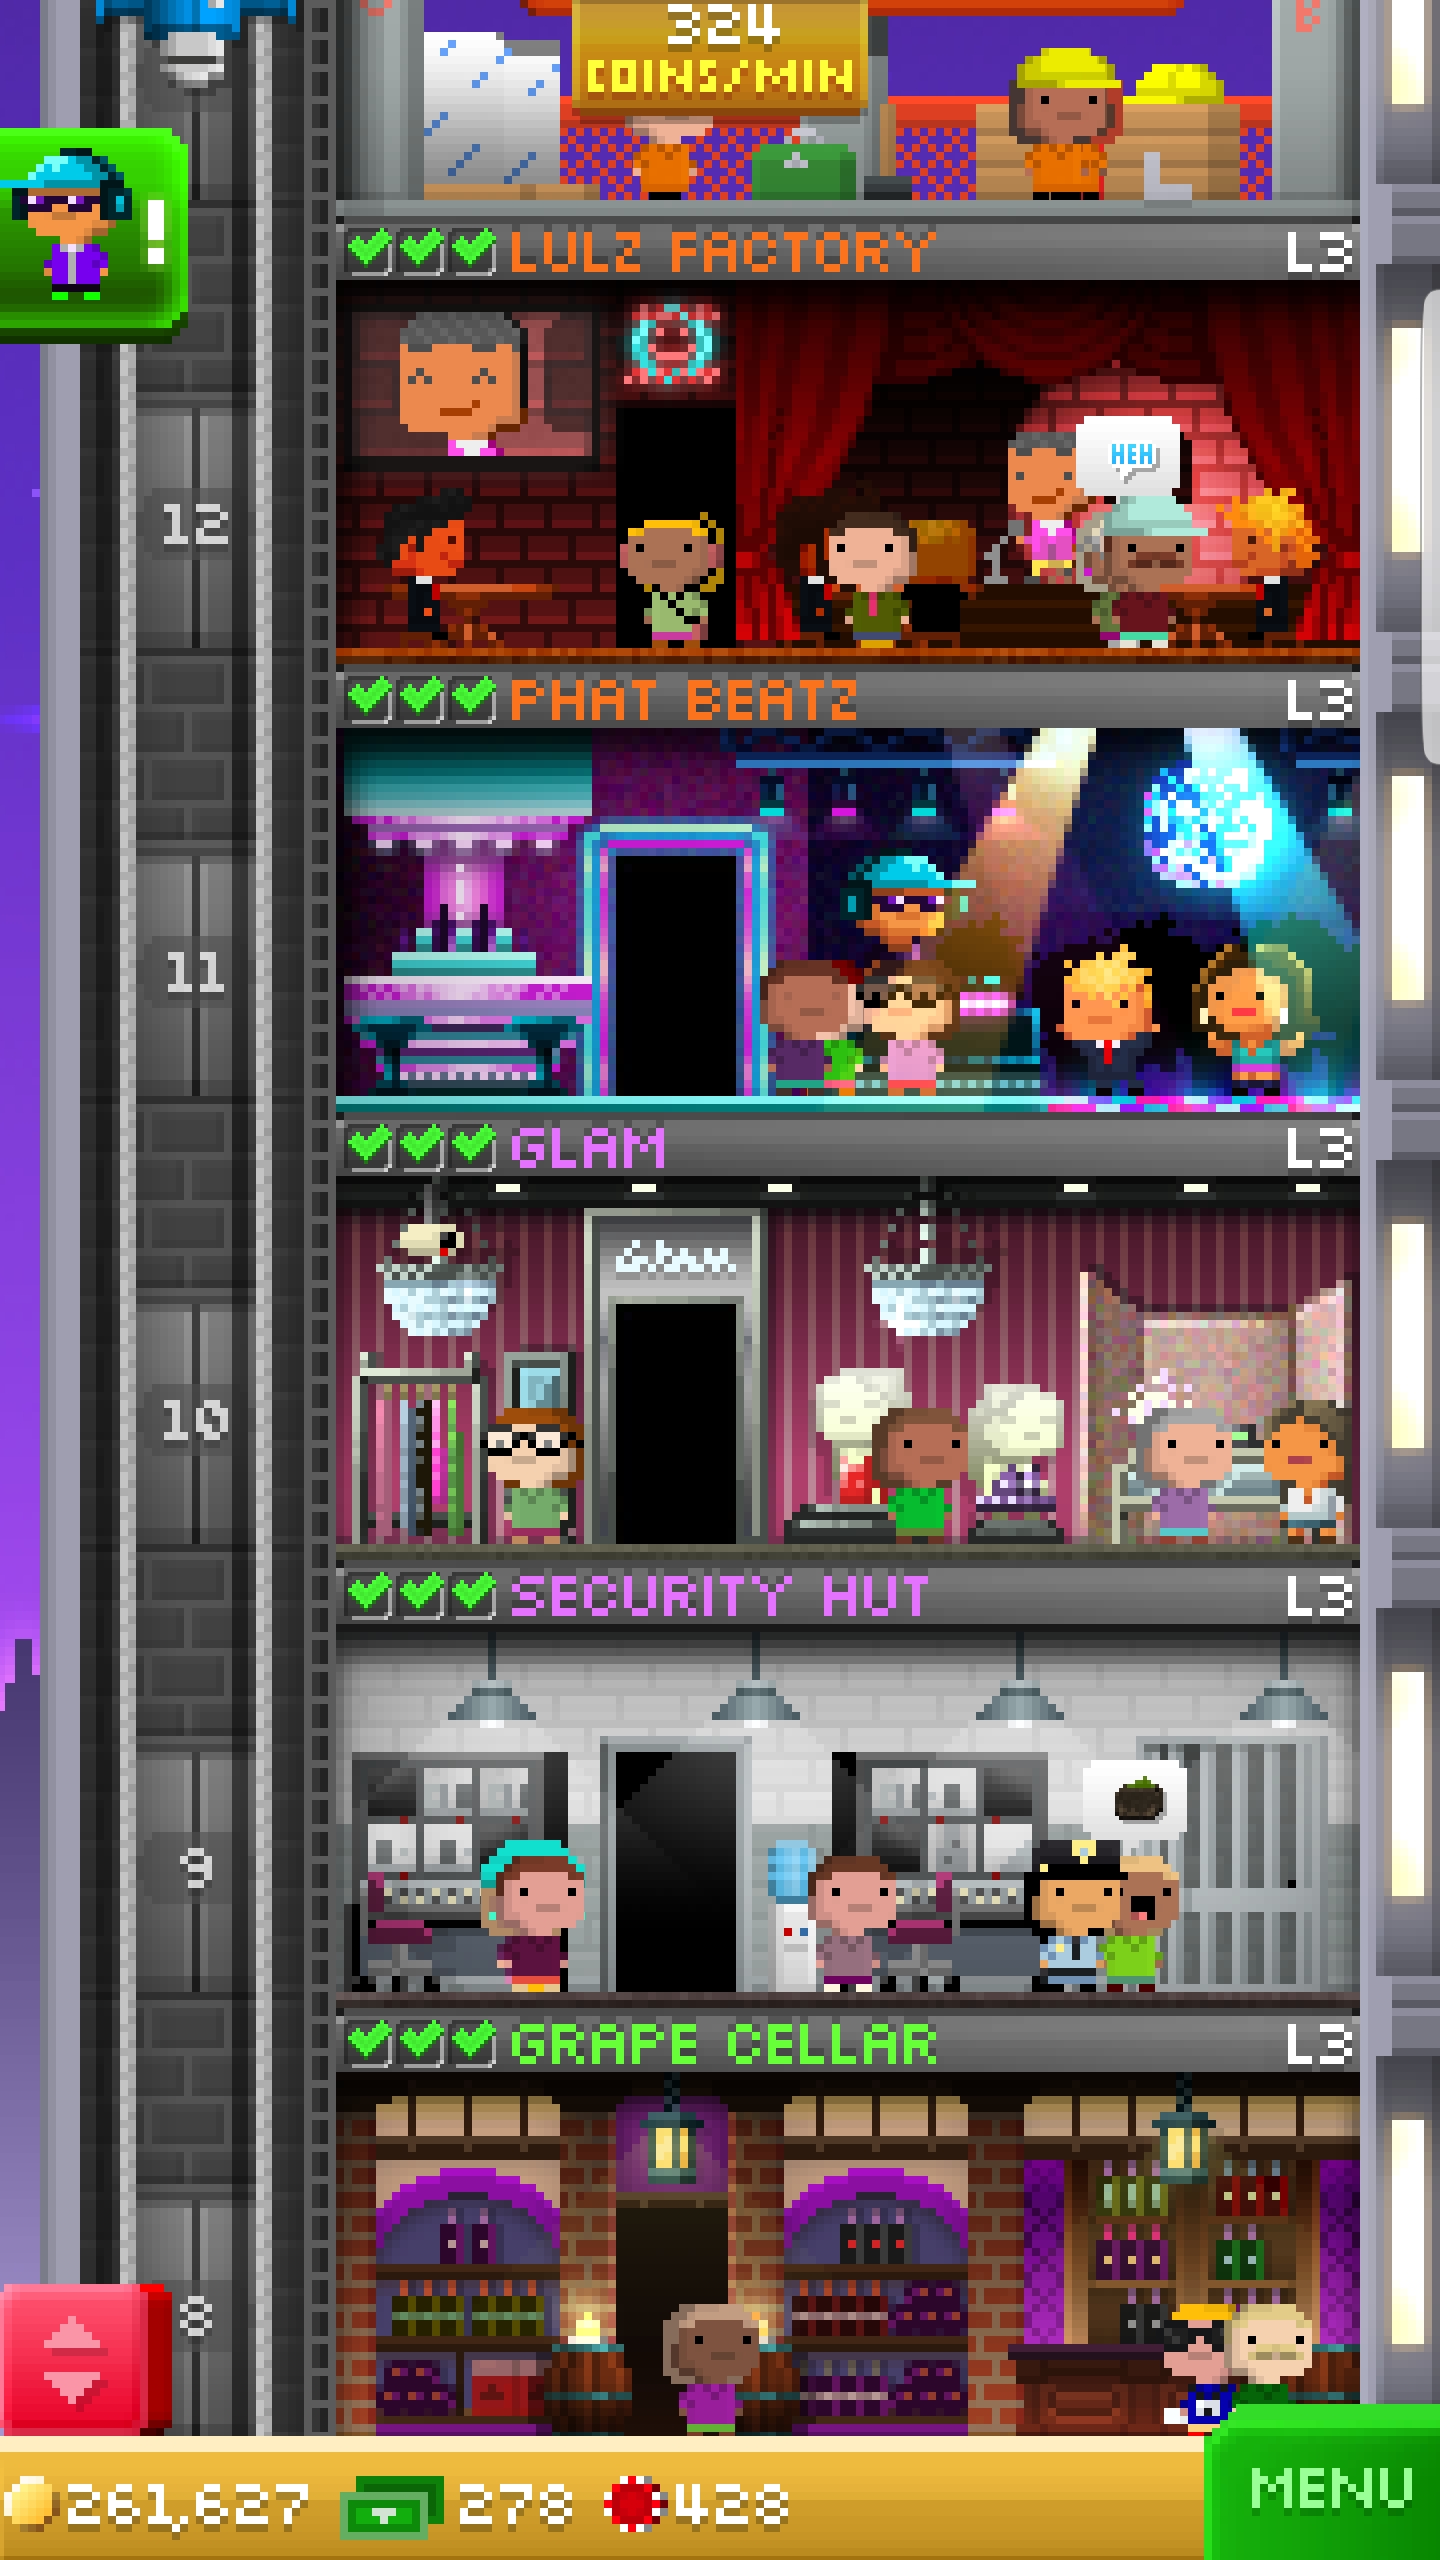 324
COINS/MIN
!
LULZ FACTORY L3
HEH
12
PHAT BEATZ L3
11
GLAM L3
Glam
10
SECURITY HUT L3
9
GRAPE CELLAR L3
8
261,627 278 428
MENU